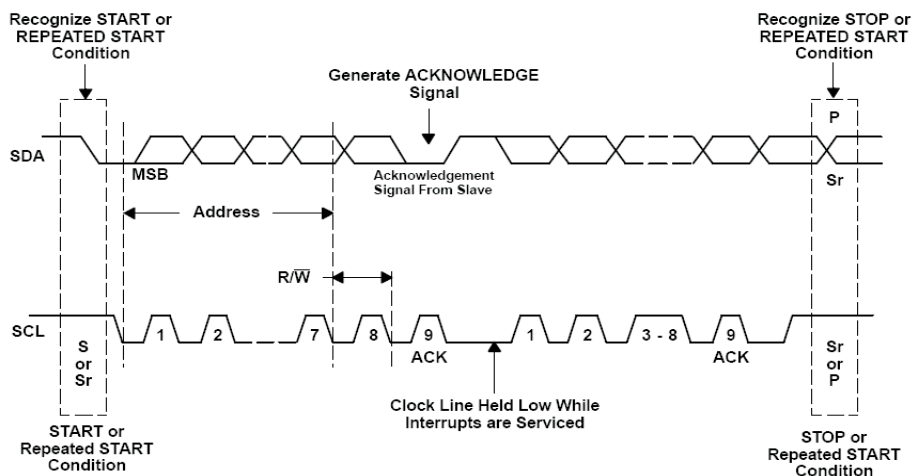 Recognize START or
REPEATED START
Condition
Recognize STOP or
REPEATED START
Condition
Generate ACKNOWLEDGE
Signal
P
SDA
MSB
Acknowledgement
Signal From Slave
Sr
Address
R/W̅
SCL
1
2
7
8
9
1
2
3 - 8
9
ACK
ACK
S
or
Sr
Sr
or
P
Clock Line Held Low While
Interrupts are Serviced
START or
Repeated START
Condition
STOP or
Repeated START
Condition